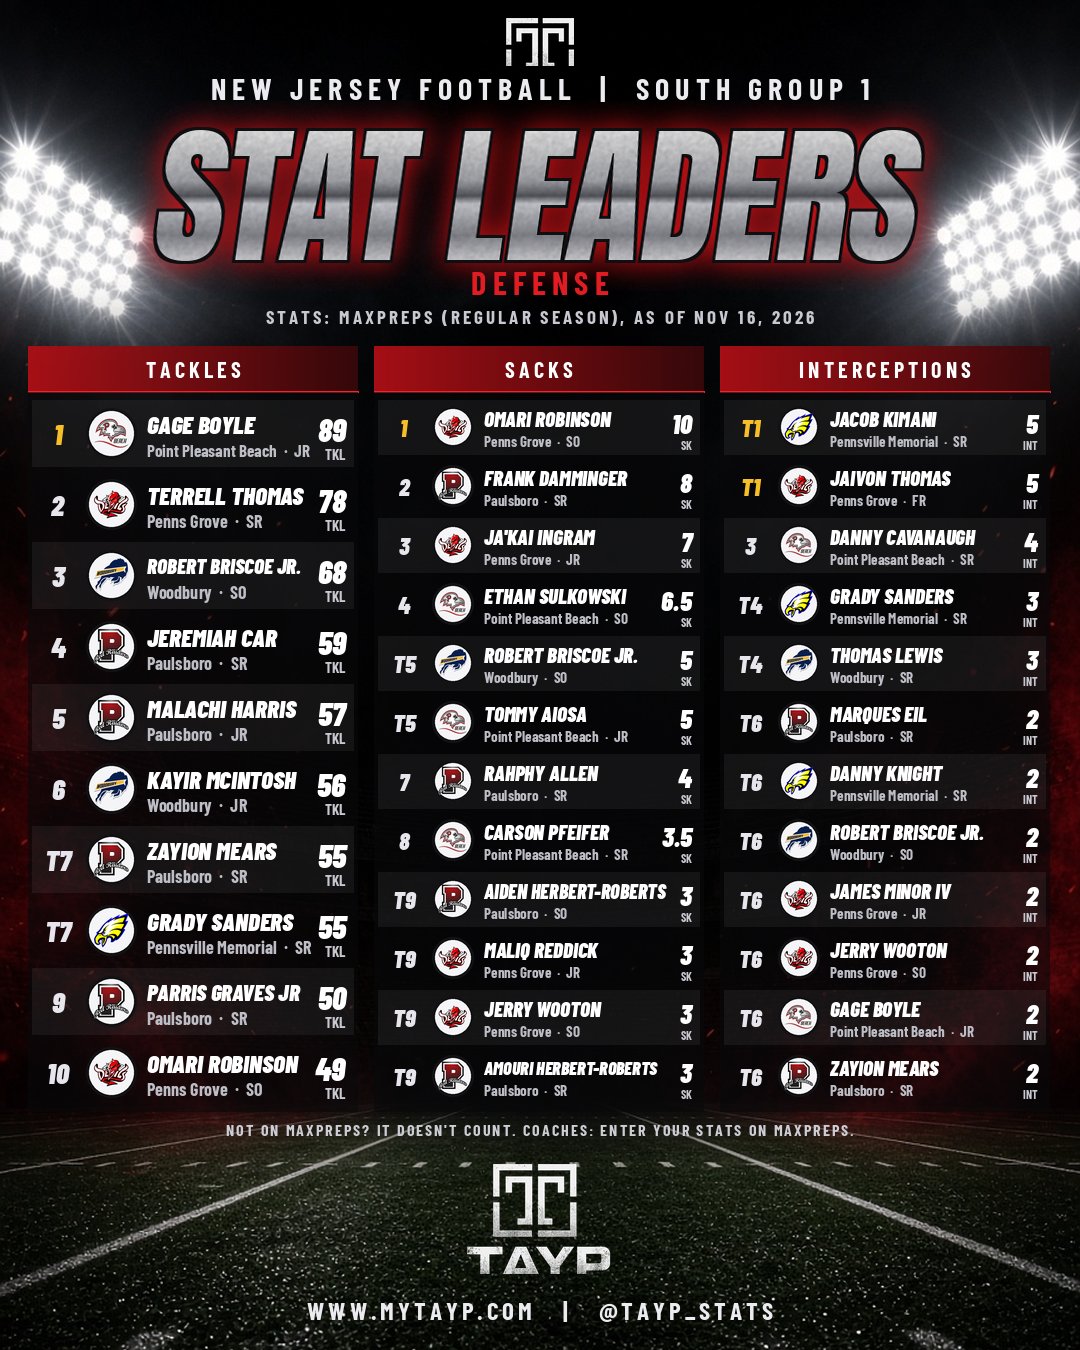 NEW JERSEY FOOTBALL | SOUTH GROUP 1
STAT LEADERS
DEFENSE
STATS: MAXPREPS (REGULAR SEASON), AS OF NOV 16, 2026
TACKLES
1 GAGE BOYLE 89
Point Pleasant Beach · JR TKL
2 TERRELL THOMAS 78
Penns Grove · SR TKL
3 ROBERT BRISCOE JR. 68
Woodbury · SO TKL
4 JEREMIAH CAR 59
Paulsboro · SR TKL
5 MALACHI HARRIS 57
Paulsboro · JR TKL
6 KAYIR MCINTOSH 56
Woodbury · JR TKL
T7 ZAYION MEARS 55
Paulsboro · SR TKL
T7 GRADY SANDERS 55
Pennsville Memorial · SR TKL
9 PARRIS GRAVES JR 50
Paulsboro · SR TKL
10 OMARI ROBINSON 49
Penns Grove · SO TKL
SACKS
1 OMARI ROBINSON 10
Penns Grove · SO SK
2 FRANK DAMMINGER 8
Paulsboro · SR SK
3 JA'KAI INGRAM 7
Penns Grove · JR SK
4 ETHAN SULKOWSKI 6.5
Point Pleasant Beach · SO SK
T5 ROBERT BRISCOE JR. 5
Woodbury · SO SK
T5 TOMMY AIOSA 5
Point Pleasant Beach · JR SK
7 RAHPHY ALLEN 4
Paulsboro · SR SK
8 CARSON PFEIFER 3.5
Point Pleasant Beach · SR SK
T9 AIDEN HERBERT-ROBERTS 3
Paulsboro · SO SK
T9 MALIQ REDDICK 3
Penns Grove · JR SK
T9 JERRY WOOTON 3
Penns Grove · SO SK
T9 AMOURI HERBERT-ROBERTS 3
Paulsboro · SR SK
INTERCEPTIONS
T1 JACOB KIMANI 5
Pennsville Memorial · SR INT
T1 JAIVON THOMAS 5
Penns Grove · FR INT
3 DANNY CAVANAUGH 4
Point Pleasant Beach · SR INT
T4 GRADY SANDERS 3
Pennsville Memorial · SR INT
T4 THOMAS LEWIS 3
Woodbury · SR INT
T6 MARQUES EIL 2
Paulsboro · SR INT
T6 DANNY KNIGHT 2
Pennsville Memorial · SR INT
T6 ROBERT BRISCOE JR. 2
Woodbury · SO INT
T6 JAMES MINOR IV 2
Penns Grove · JR INT
T6 JERRY WOOTON 2
Penns Grove · SO INT
T6 GAGE BOYLE 2
Point Pleasant Beach · JR INT
T6 ZAYION MEARS 2
Paulsboro · SR INT
NOT ON MAXPREPS? IT DOESN'T COUNT. COACHES: ENTER YOUR STATS ON MAXPREPS.
TAYP
WWW.MYTAYP.COM | @TAYP_STATS